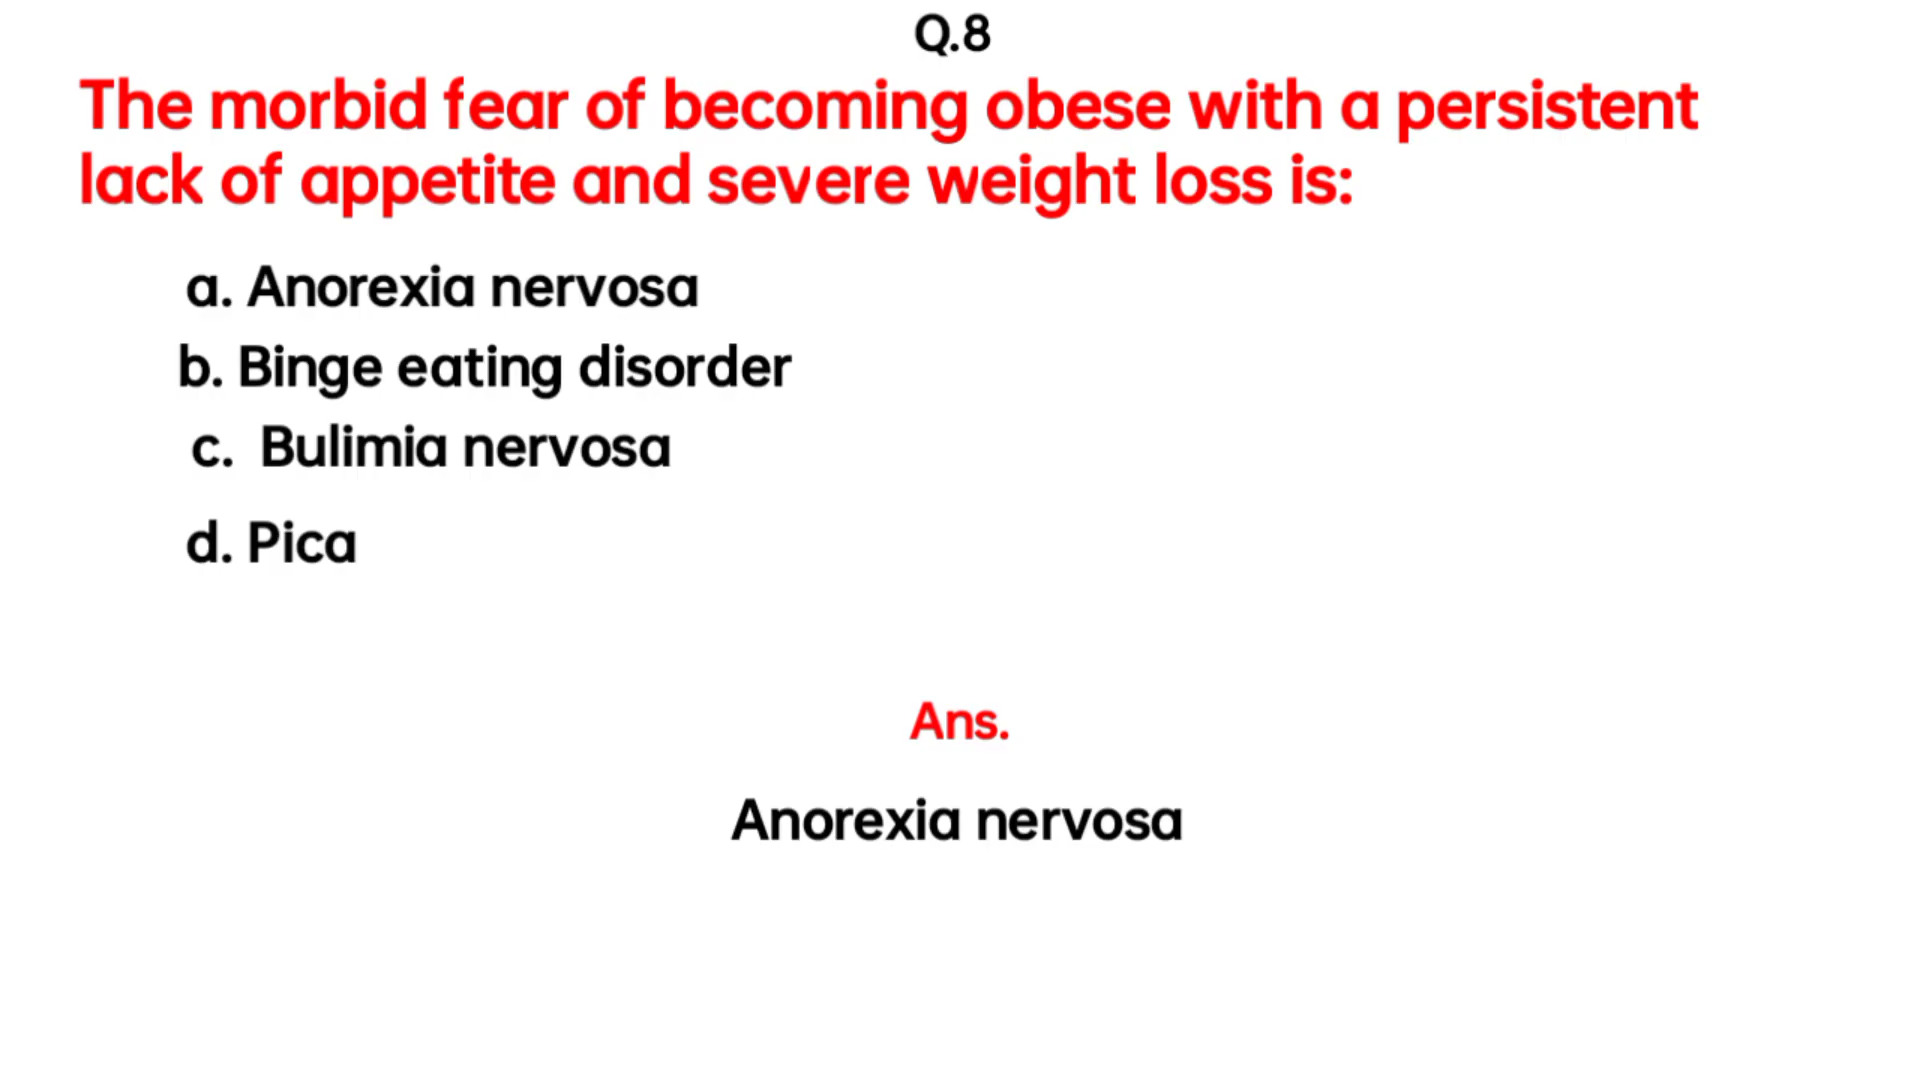 Q.8
The morbid fear of becoming obese with a persistent
lack of appetite and severe weight loss is:
a. Anorexia nervosa
b. Binge eating disorder
c. Bulimia nervosa
d. Pica
Ans.
Anorexia nervosa